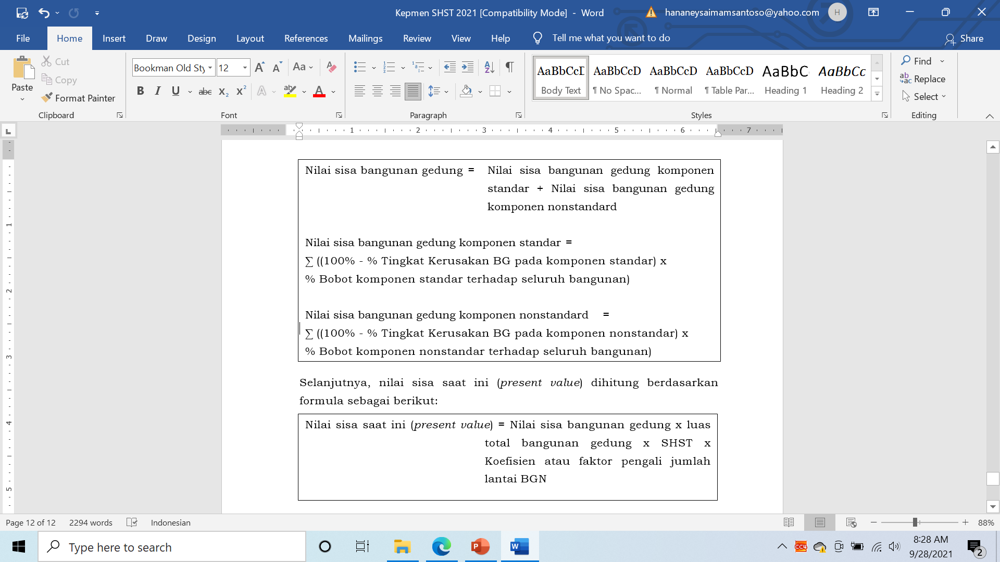 Kepmen SHST 2021 [Compatibility Mode] - Word
hananeysaimamsantoso@yahoo.com
H
File
Home
Insert
Draw
Design
Layout
References
Mailings
Review
View
Help
Tell me what you want to do
Share
Paste
Cut
Copy
Format Painter
Clipboard
Bookman Old Sty
12
Font
Paragraph
AaBbCcD
Body Text
AaBbCcD
¶ No Spac...
AaBbCcD
¶ Normal
AaBbCcD
¶ Table Par...
AaBbC
Heading 1
AaBbCc
Heading 2
Styles
Find
Replace
Select
Editing
1 2 3 4 5 6 7
Nilai sisa bangunan gedung = Nilai sisa bangunan gedung komponen
standar + Nilai sisa bangunan gedung
komponen nonstandard
Nilai sisa bangunan gedung komponen standar =
∑ ((100% - % Tingkat Kerusakan BG pada komponen standar) x
% Bobot komponen standar terhadap seluruh bangunan)
Nilai sisa bangunan gedung komponen nonstandard =
∑ ((100% - % Tingkat Kerusakan BG pada komponen nonstandar) x
% Bobot komponen nonstandar terhadap seluruh bangunan)
Selanjutnya, nilai sisa saat ini (present value) dihitung berdasarkan
formula sebagai berikut:
Nilai sisa saat ini (present value) = Nilai sisa bangunan gedung x luas
total bangunan gedung x SHST x
Koefisien atau faktor pengali jumlah
lantai BGN
1
2
3
4
5
Page 12 of 12
2294 words
Indonesian
88%
Type here to search
8:28 AM
9/28/2021
2